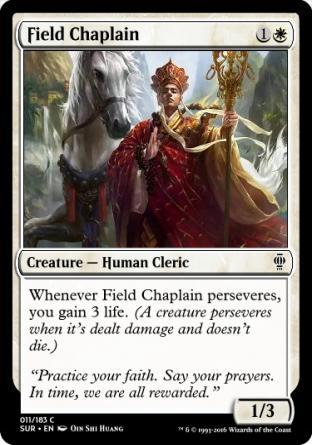 Field Chaplain 1
Creature — Human Cleric
Whenever Field Chaplain perseveres,
you gain 3 life. (A creature perseveres
when it's dealt damage and doesn't
die.)
"Practice your faith. Say your prayers.
In time, we are all rewarded."
1/3
011/183 C
SUR • EN Qin Shi Huang
™ & © 1993-2016 Wizards of the Coast